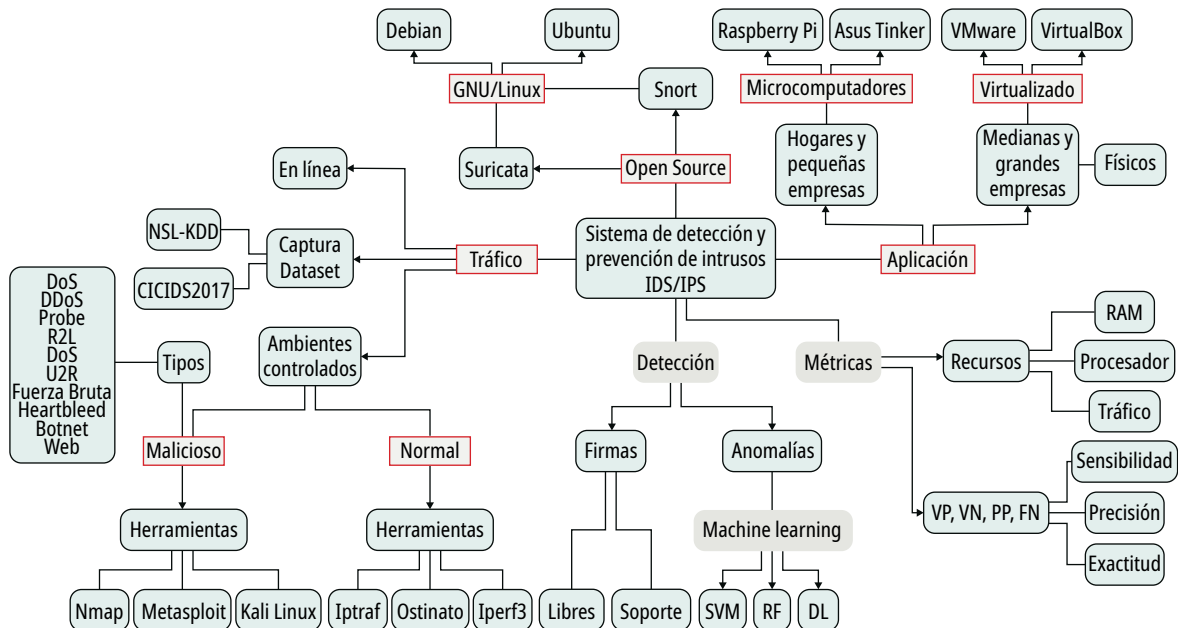 Debian
Ubuntu
Raspberry Pi
Asus Tinker
VMware
VirtualBox
GNU/Linux
Snort
Microcomputadores
Virtualizado
En línea
Suricata
Open Source
Hogares y
pequeñas
empresas
Medianas y
grandes
empresas
Físicos
NSL-KDD
CICIDS2017
Captura
Dataset
Tráfico
Sistema de detección y
prevención de intrusos
IDS/IPS
Aplicación
DoS
DDoS
Probe
R2L
DoS
U2R
Fuerza Bruta
Heartbleed
Botnet
Web
Tipos
Ambientes
controlados
Detección
Métricas
Recursos
RAM
Procesador
Tráfico
Malicioso
Normal
Firmas
Anomalías
Sensibilidad
VP, VN, PP, FN
Precisión
Exactitud
Herramientas
Herramientas
Machine learning
Nmap
Metasploit
Kali Linux
Iptraf
Ostinato
Iperf3
Libres
Soporte
SVM
RF
DL